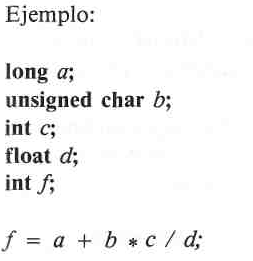 Ejemplo:
long a;
unsigned char b;
int c;
float d;
int f;
f = a + b * c / d;